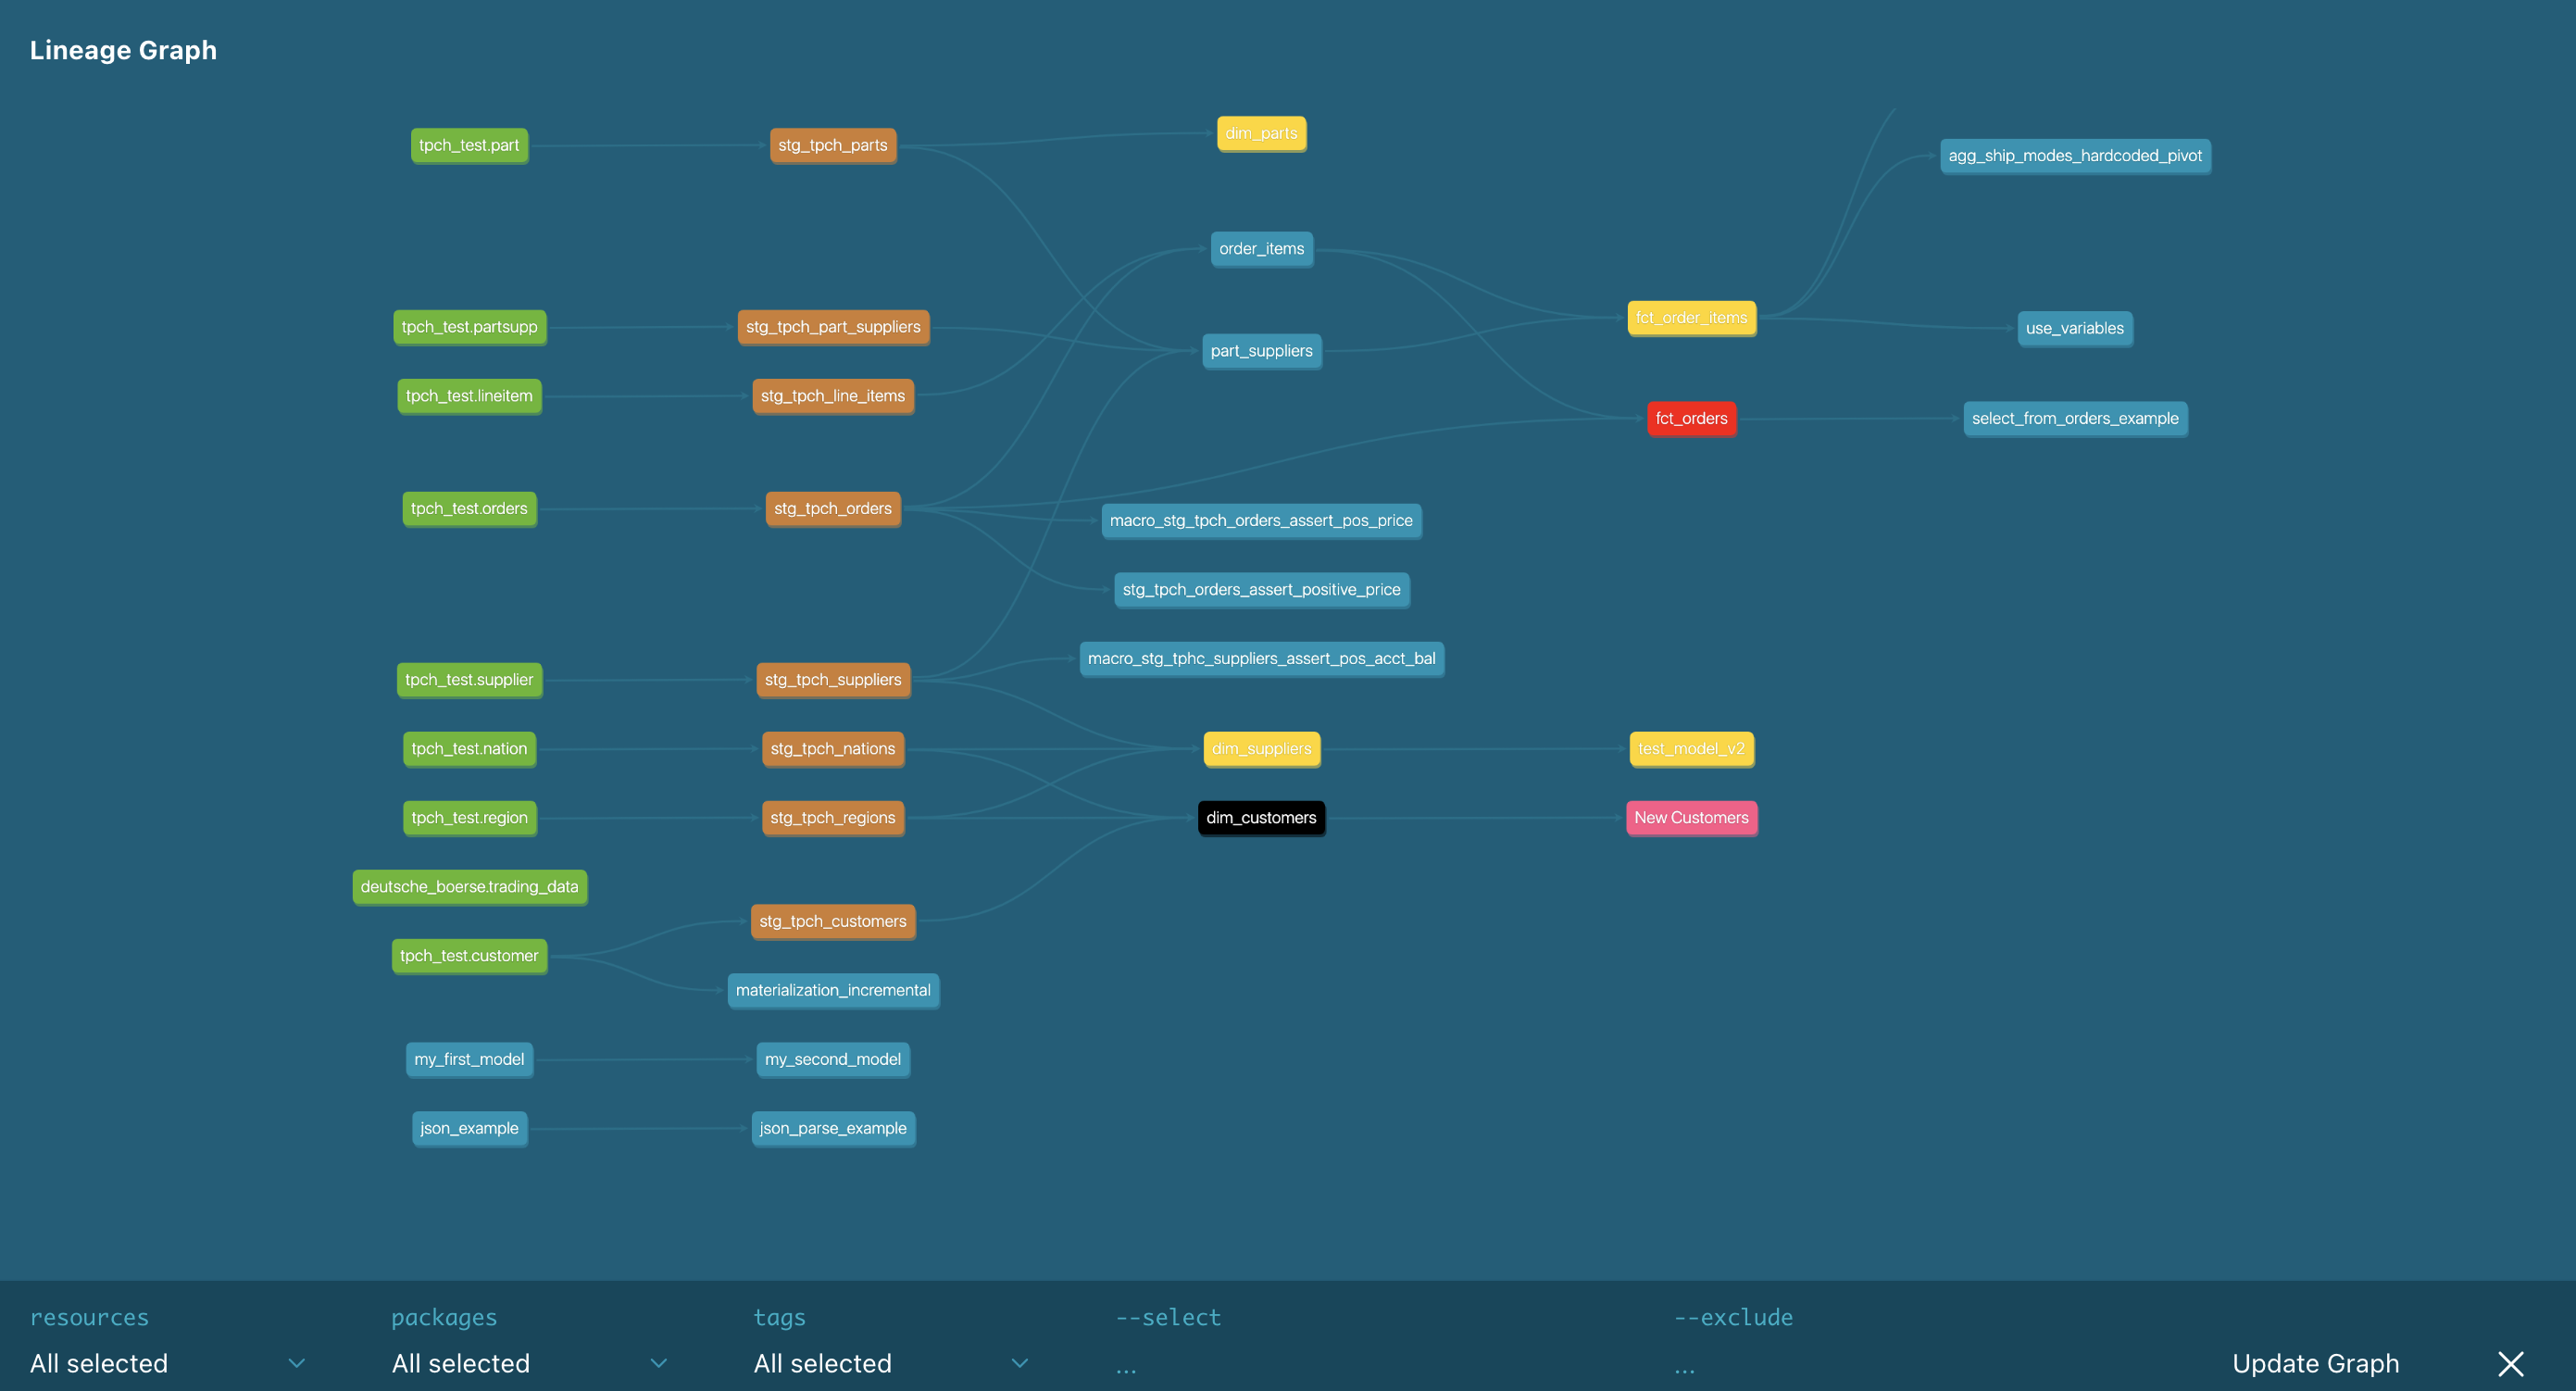 Lineage Graph
tpch_test.part
stg_tpch_parts
dim_parts
agg_ship_modes_hardcoded_pivot
order_items
tpch_test.partsupp
stg_tpch_part_suppliers
part_suppliers
fct_order_items
use_variables
tpch_test.lineitem
stg_tpch_line_items
fct_orders
select_from_orders_example
tpch_test.orders
stg_tpch_orders
macro_stg_tpch_orders_assert_pos_price
stg_tpch_orders_assert_positive_price
macro_stg_tphc_suppliers_assert_pos_acct_bal
tpch_test.supplier
stg_tpch_suppliers
tpch_test.nation
stg_tpch_nations
dim_suppliers
test_model_v2
tpch_test.region
stg_tpch_regions
dim_customers
New Customers
deutsche_boerse.trading_data
stg_tpch_customers
tpch_test.customer
materialization_incremental
my_first_model
my_second_model
json_example
json_parse_example
resources
All selected
packages
All selected
tags
All selected
--select
...
--exclude
...
Update Graph